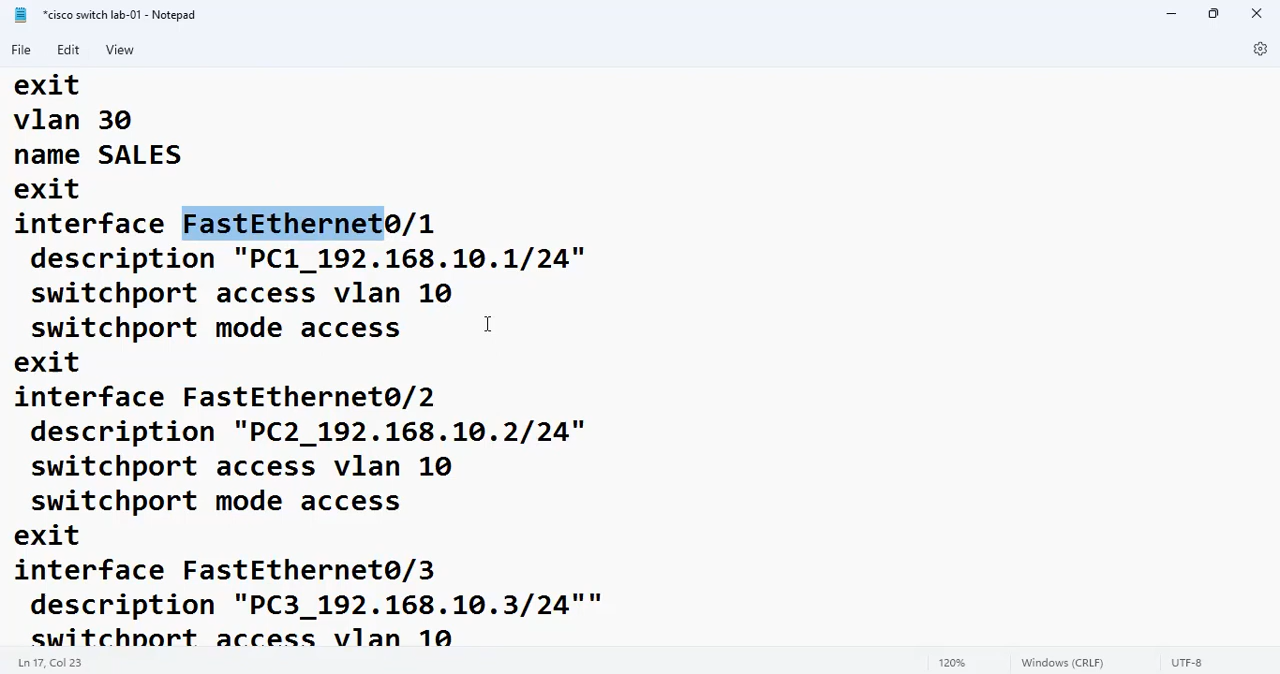 *cisco switch lab-01 - Notepad
File Edit View
exit
vlan 30
name SALES
exit
interface FastEthernet0/1
description "PC1_192.168.10.1/24"
switchport access vlan 10
switchport mode access
exit
interface FastEthernet0/2
description "PC2_192.168.10.2/24"
switchport access vlan 10
switchport mode access
exit
interface FastEthernet0/3
description "PC3_192.168.10.3/24""
switchport access vlan 10
Ln 17, Col 23 120% Windows (CRLF) UTF-8